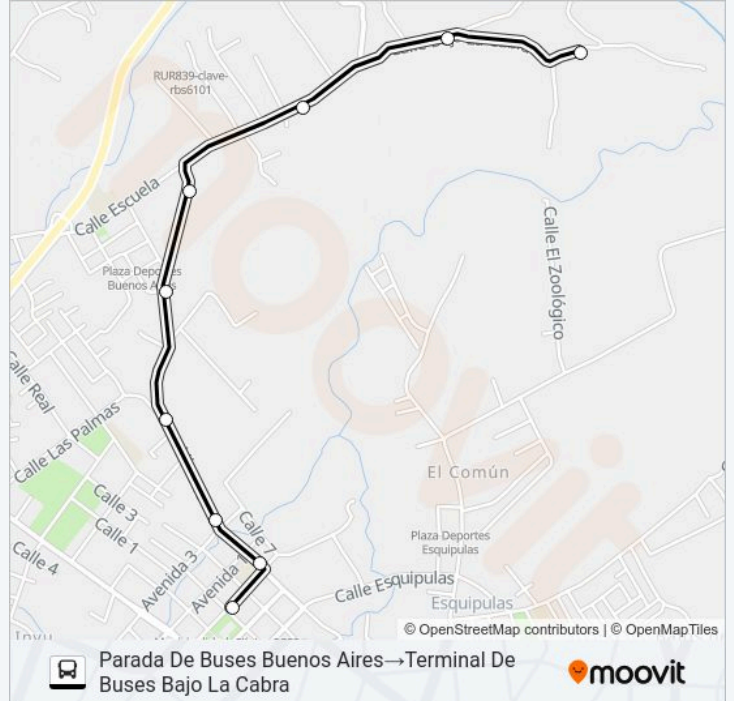 RUR839-clave-
rbs6101
Calle Escuela
Plaza Deportes
Buenos Aires
Calle El Zoológico
Calle Real
Calle Las Palmas
Calle 3
Calle 1
Calle 4
Calle 7
Avenida 3
Avenida 1
El Común
Plaza Deportes
Esquipulas
Calle Esquipulas
Esquipulas
moovit
© OpenStreetMap contributors | © OpenMapTiles
Parada De Buses Buenos Aires→Terminal De
Buses Bajo La Cabra
moovit